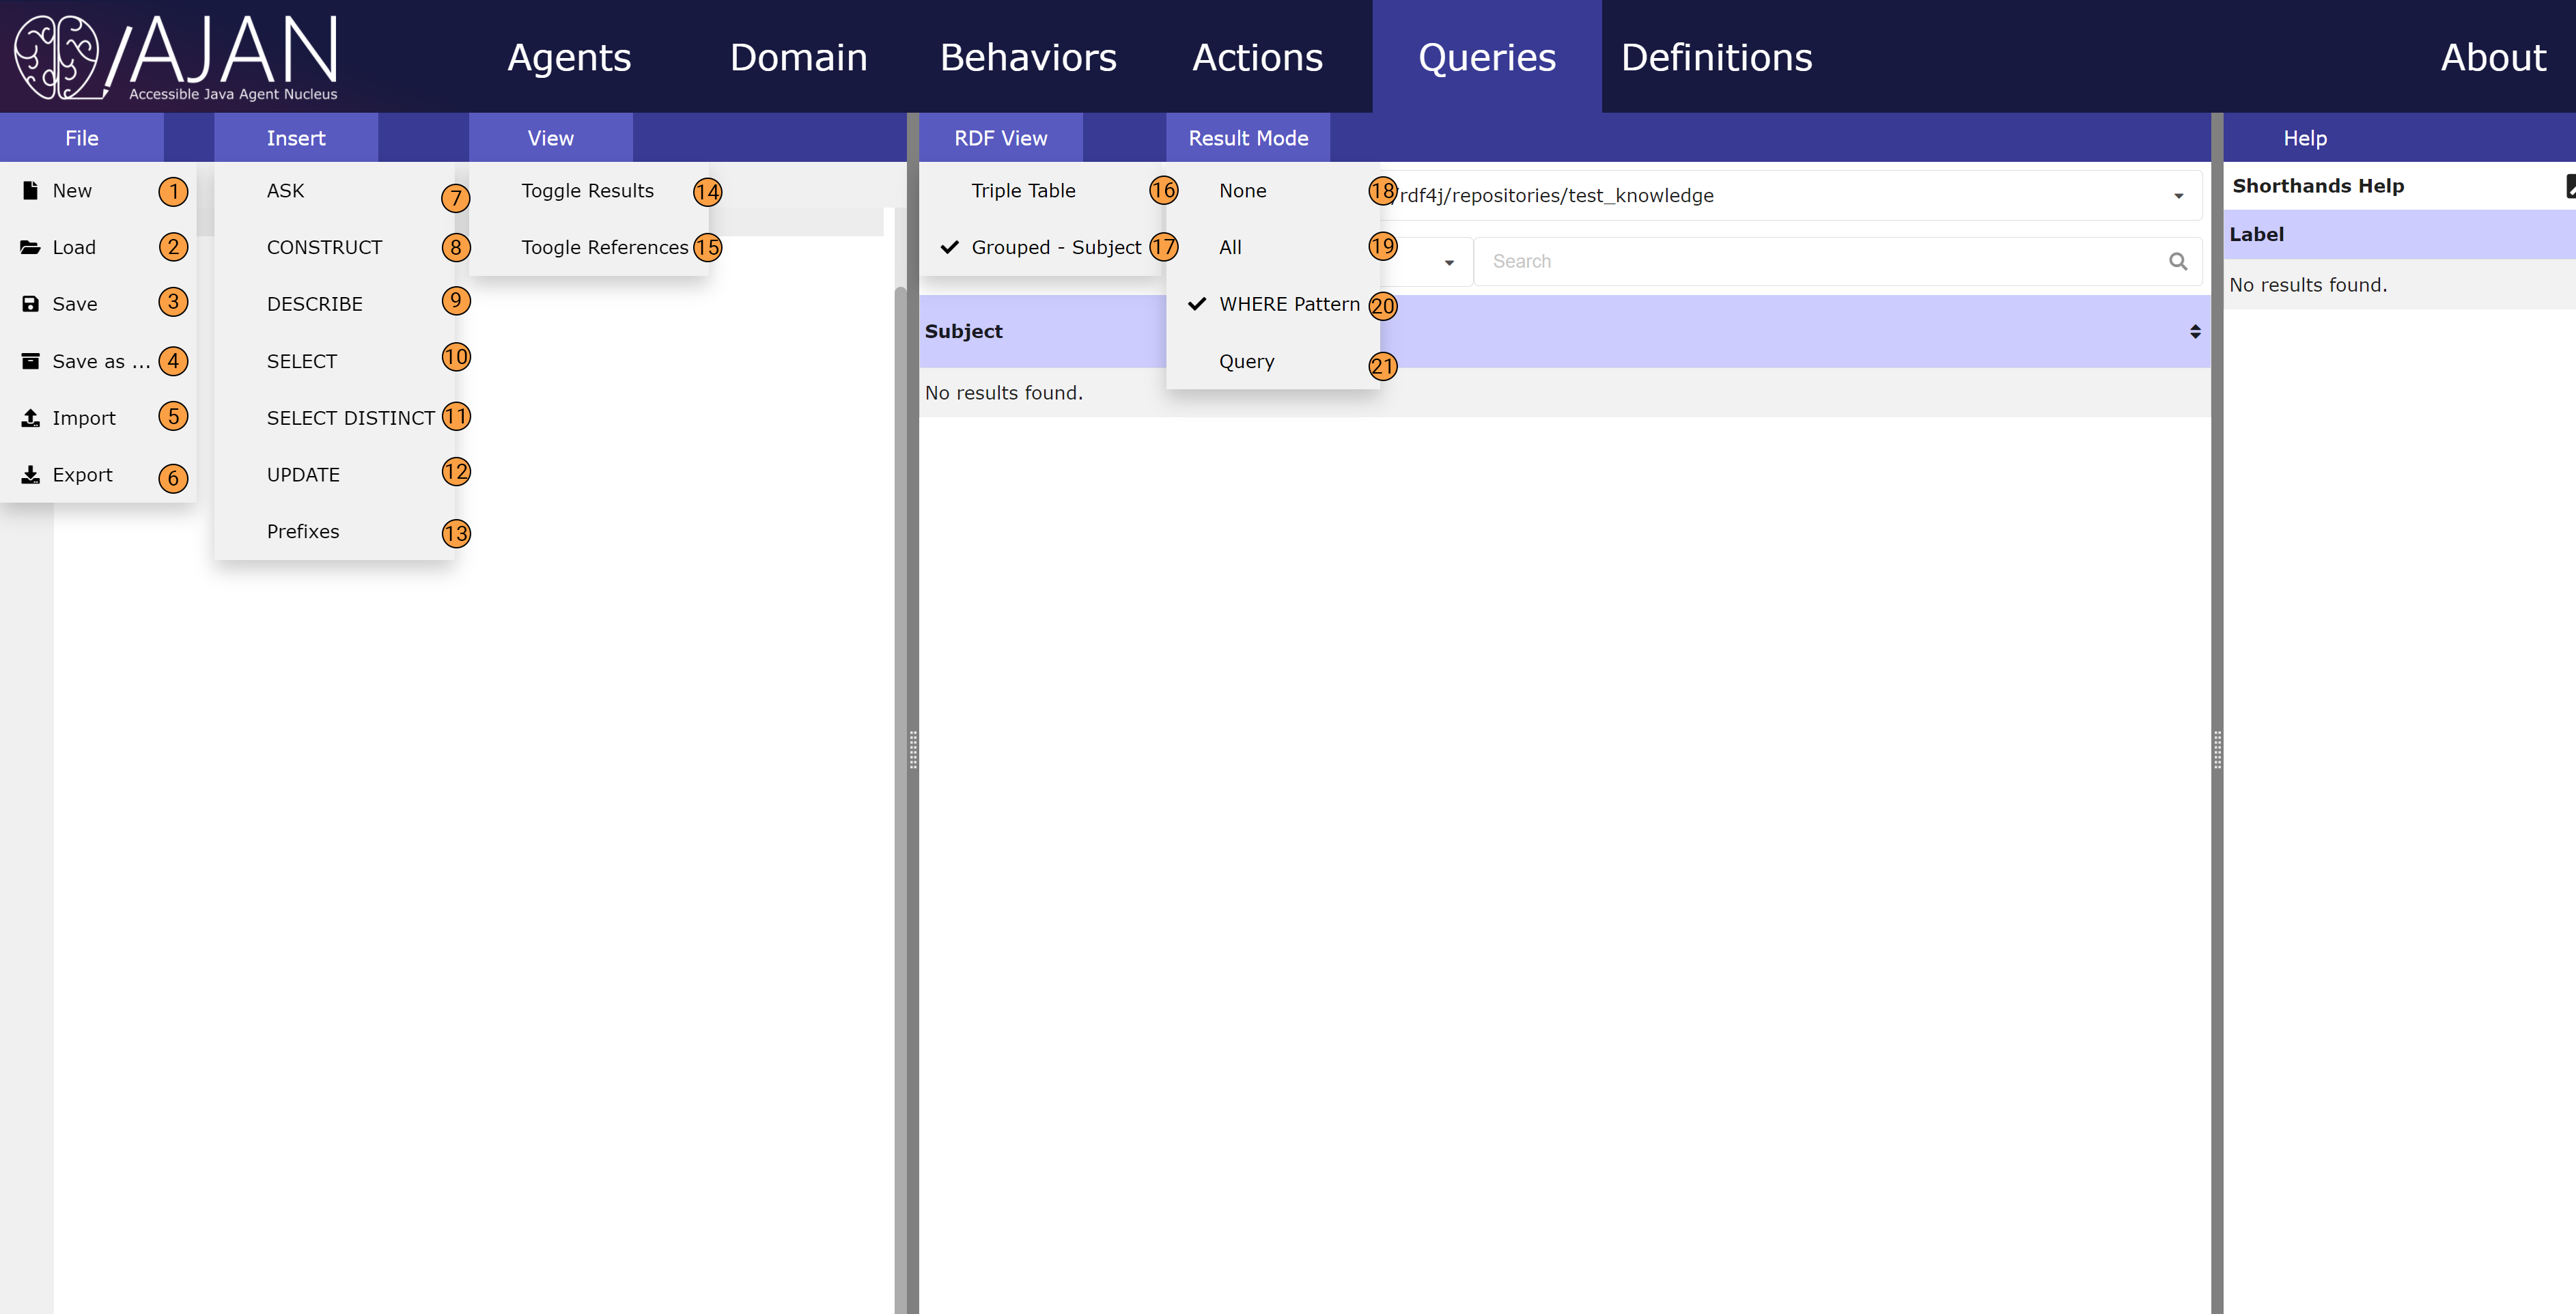 AJAN
Accessible Java Agent Nucleus
Agents
Domain
Behaviors
Actions
Queries
Definitions
About
File
Insert
View
RDF View
Result Mode
Help
New 1
Load 2
Save 3
Save as ... 4
Import 5
Export 6
ASK 7
CONSTRUCT 8
DESCRIBE 9
SELECT 10
SELECT DISTINCT 11
UPDATE 12
Prefixes 13
Toggle Results 14
Toogle References 15
Triple Table 16
Grouped - Subject 17
None 18
All 19
WHERE Pattern 20
Query 21
/rdf4j/repositories/test_knowledge
Search
Subject
No results found.
Shorthands Help
Label
No results found.